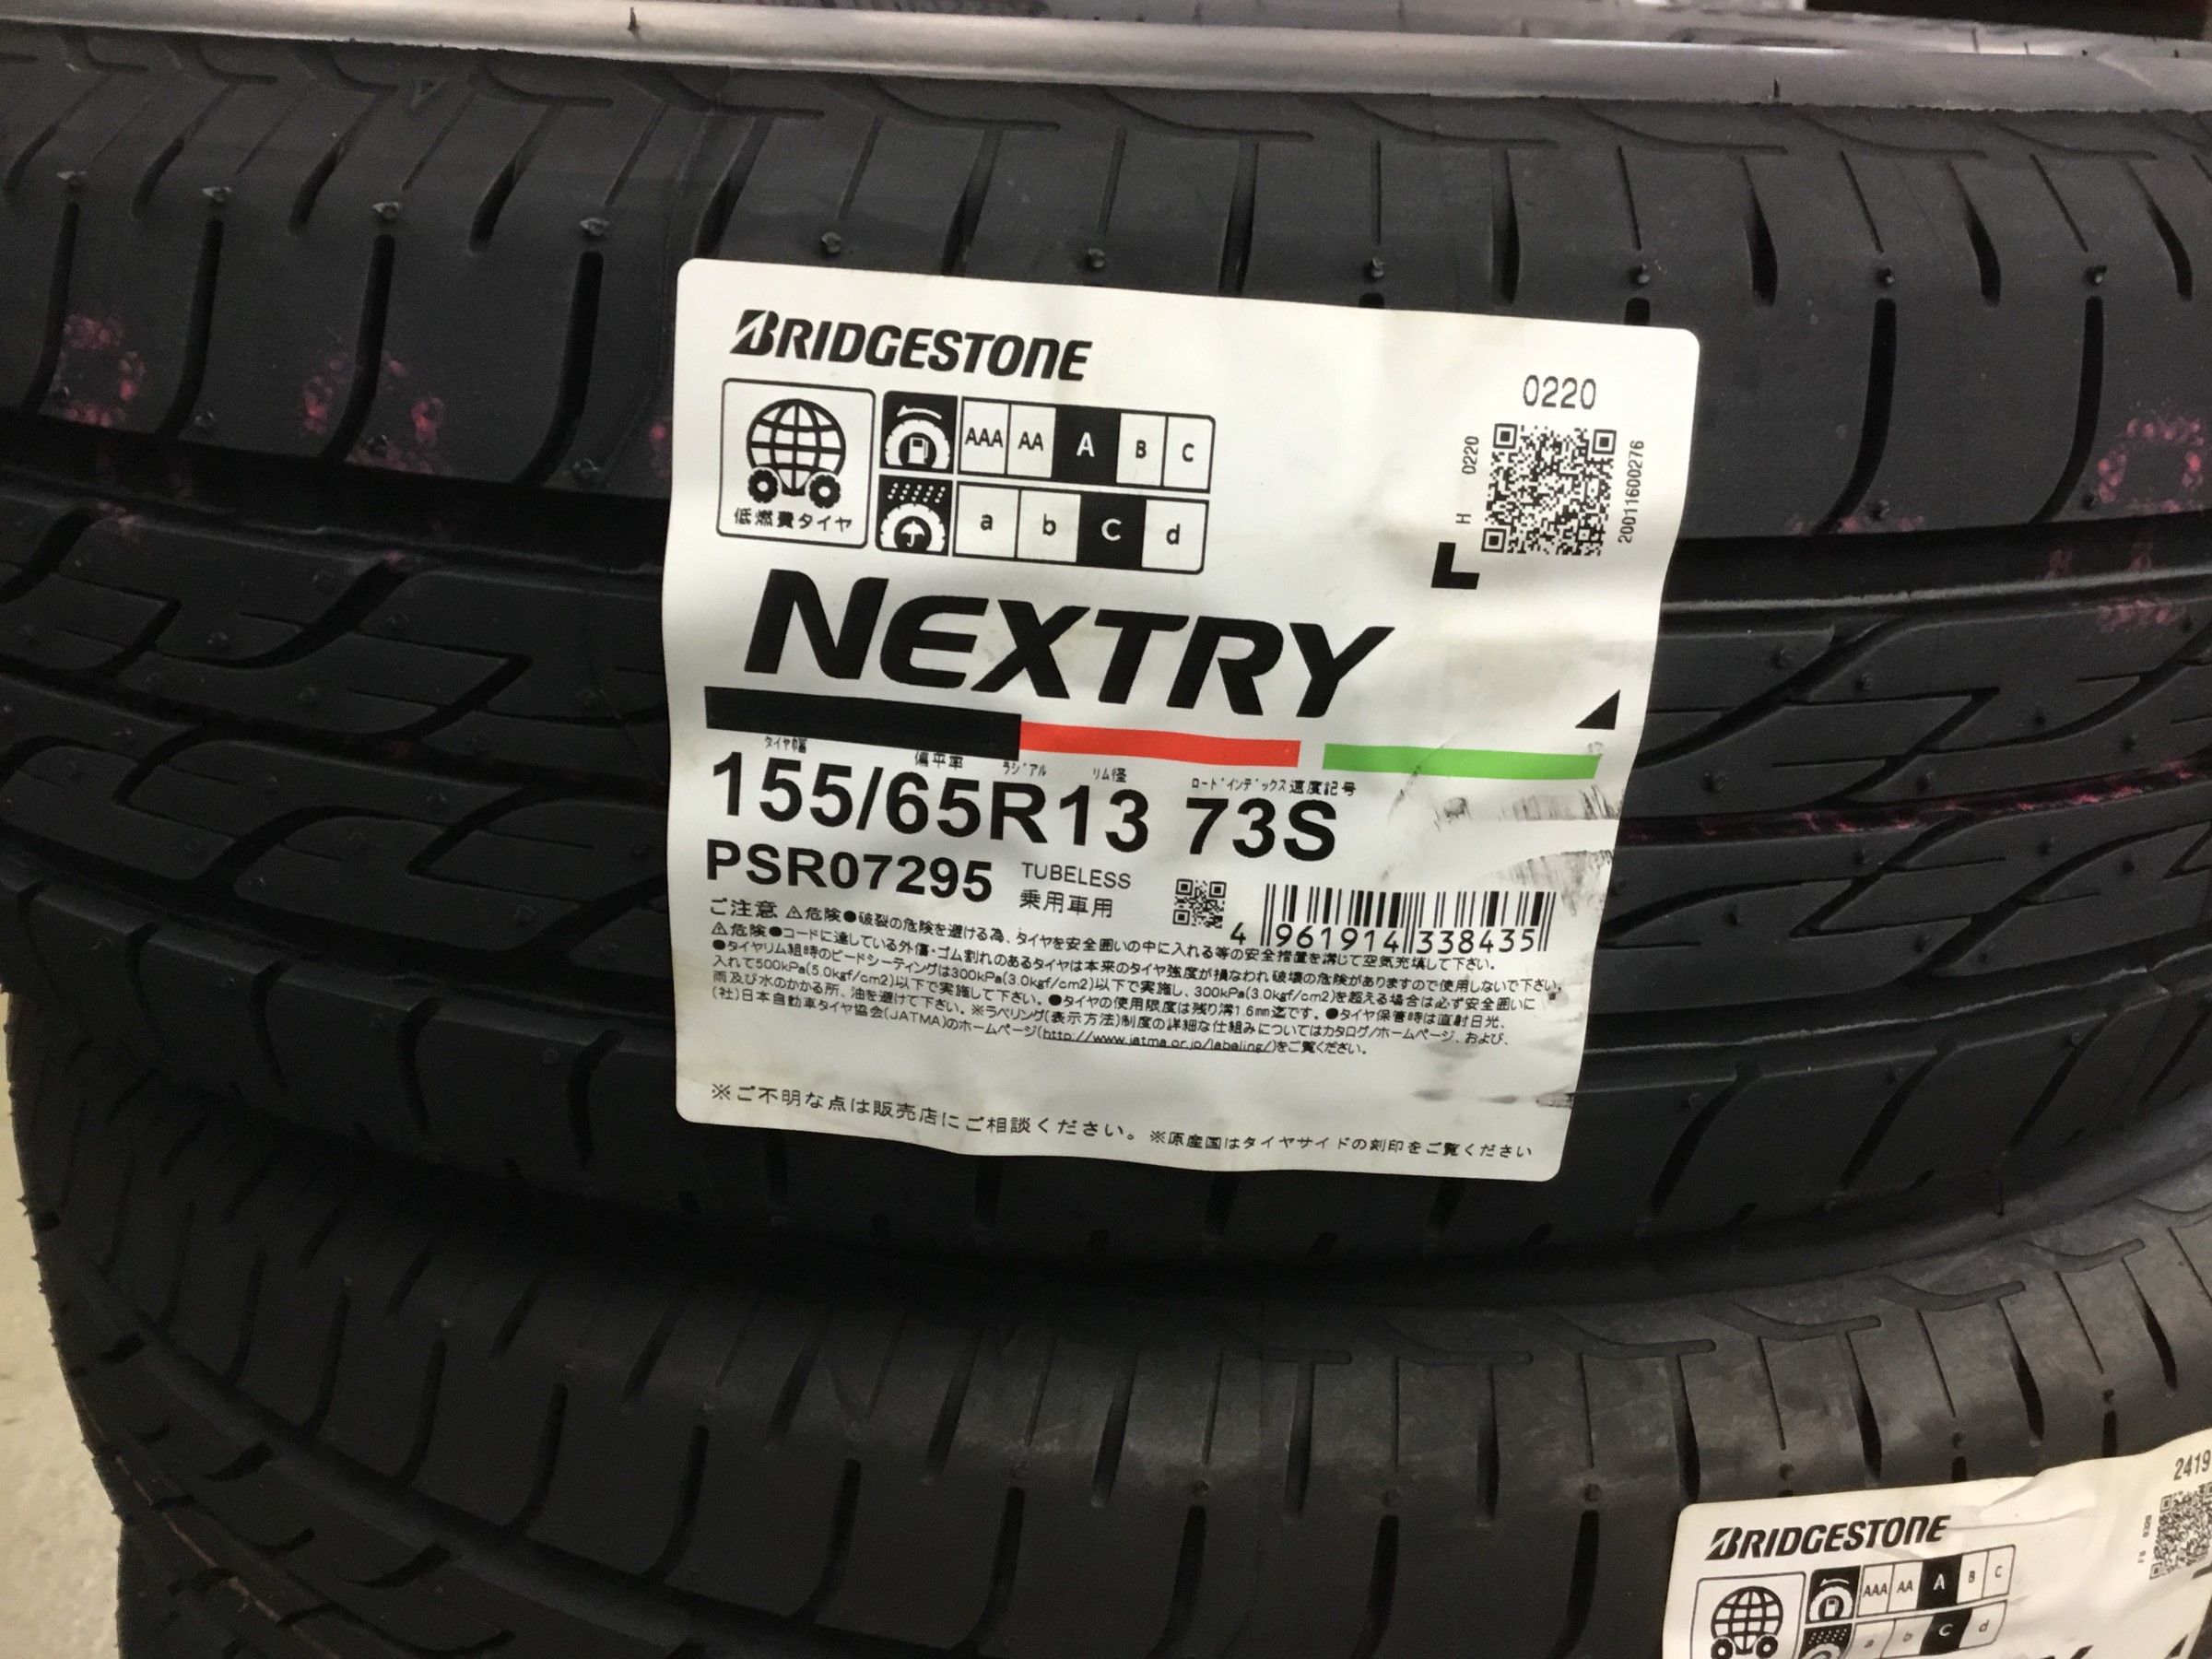 BRIDGESTONE
0220
低燃費タイヤ
AAA AA A B C
a b c d
H 0220
200116000276
L
NEXTRY
タイヤ幅 偏平率 ラジアル リム径 ロードインデックス 速度記号
155/65R13 73S
PSR07295 TUBELESS
乗用車用
4 961914 338435
ご注意 ⚠危険●破裂の危険を避ける為、タイヤを安全囲いの中に入れる等の安全措置を講じて空気充填して下さい。
⚠危険●コードに達している外傷・ゴム割れのあるタイヤは本来のタイヤ強度が損なわれ破壊の危険がありますので使用しないで下さい。
●タイヤリム組時のビードシーティングは300kPa(3.0kgf/cm2)以下で実施し、300kPa(3.0kgf/cm2)を超える場合は必ず安全囲いに
入れて500kPa(5.0kgf/cm2)以下で実施して下さい。●タイヤの使用限度は残り溝1.6mm迄です。●タイヤ保管時は直射日光、
雨及び水のかかる所、油を避けて下さい。※ラベリング(表示方法)制度の詳細な仕組みについてはカタログ/ホームページ、および、
(社)日本自動車タイヤ協会(JATMA)のホームページ(http://www.jatma.or.jp/labeling/)をご覧ください。
※ご不明な点は販売店にご相談ください。 ※原産国はタイヤサイドの刻印をご覧ください
2419
BRIDGESTONE
AAA AA A B C
a b c d